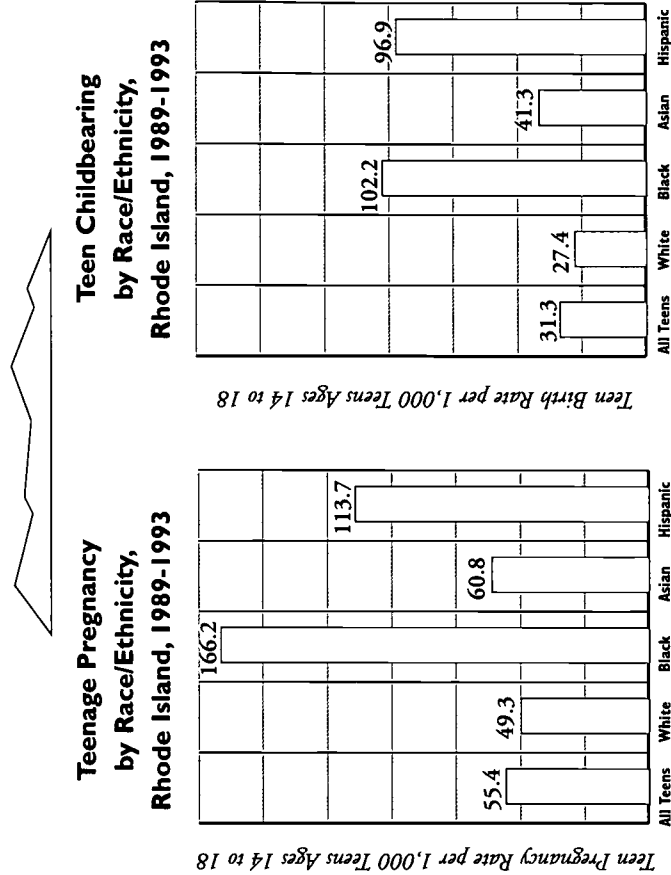 Teenage Pregnancy
by Race/Ethnicity,
Rhode Island, 1989-1993
Teen Pregnancy Rate per 1,000 Teens Ages 14 to 18
55.4
49.3
166.2
60.8
113.7
All Teens
White
Black
Asian
Hispanic
Teen Childbearing
by Race/Ethnicity,
Rhode Island, 1989-1993
Teen Birth Rate per 1,000 Teens Ages 14 to 18
31.3
27.4
102.2
41.3
96.9
All Teens
White
Black
Asian
Hispanic